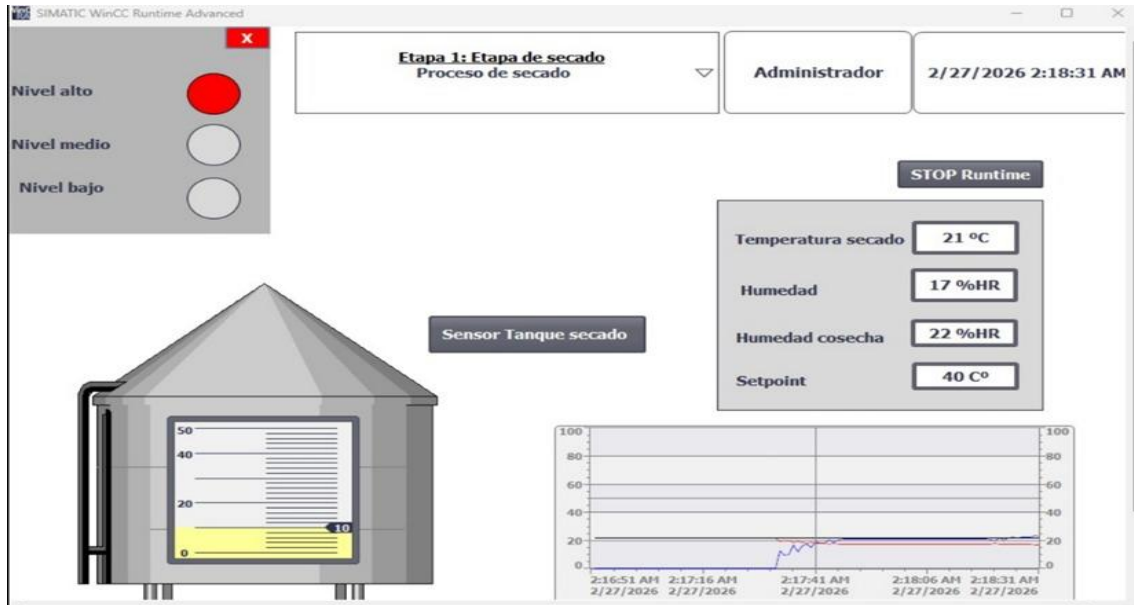 SIMATIC WinCC Runtime Advanced
X
Nivel alto
Nivel medio
Nivel bajo
Etapa 1: Etapa de secado
Proceso de secado
Administrador
2/27/2026 2:18:31 AM
STOP Runtime
Temperatura secado 21 ºC
Humedad 17 %HR
Humedad cosecha 22 %HR
Setpoint 40 Cº
Sensor Tanque secado
50
40
20
10
0
100 100
80 80
60 60
40 40
20 20
0 0
2:16:51 AM 2:17:16 AM 2:17:41 AM 2:18:06 AM 2:18:31 AM
2/27/2026 2/27/2026 2/27/2026 2/27/2026 2/27/2026